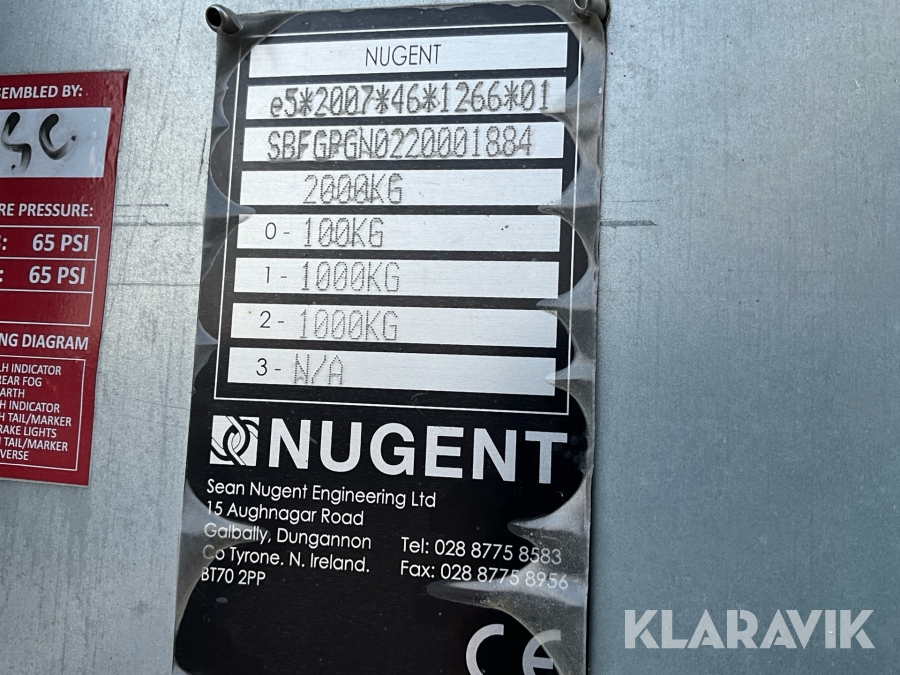 SEMBLED BY:
SC
RE PRESSURE:
65 PSI
65 PSI
NG DIAGRAM
H INDICATOR
REAR FOG
ARTH
H INDICATOR
H TAIL/MARKER
RAKE LIGHTS
TAIL/MARKER
VERSE
NUGENT
e5*2007*46*1266*01
SBFGPGN0220001884
2000KG
0 - 100KG
1 - 1000KG
2 - 1000KG
3 - N/A
NUGENT
Sean Nugent Engineering Ltd
15 Aughnagar Road
Galbally, Dungannon
Co Tyrone. N. Ireland.
BT70 2PP
Tel: 028 8775 8583
Fax: 028 8775 8956
CE
KLARAVIK